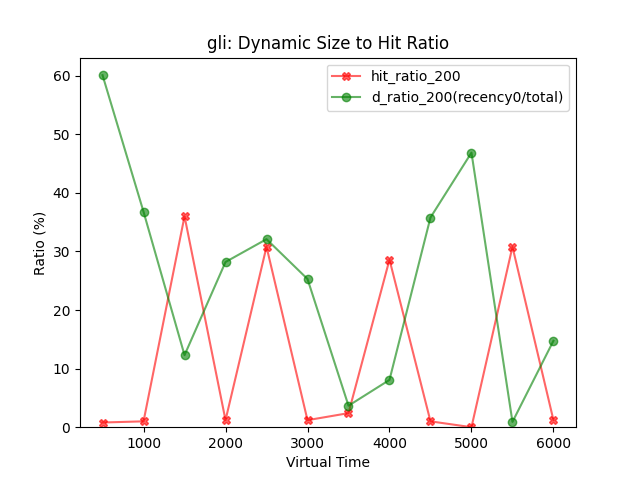 gli: Dynamic Size to Hit Ratio
hit_ratio_200
d_ratio_200(recency0/total)
60
50
40
30
20
10
0
Ratio (%)
1000 2000 3000 4000 5000 6000
Virtual Time